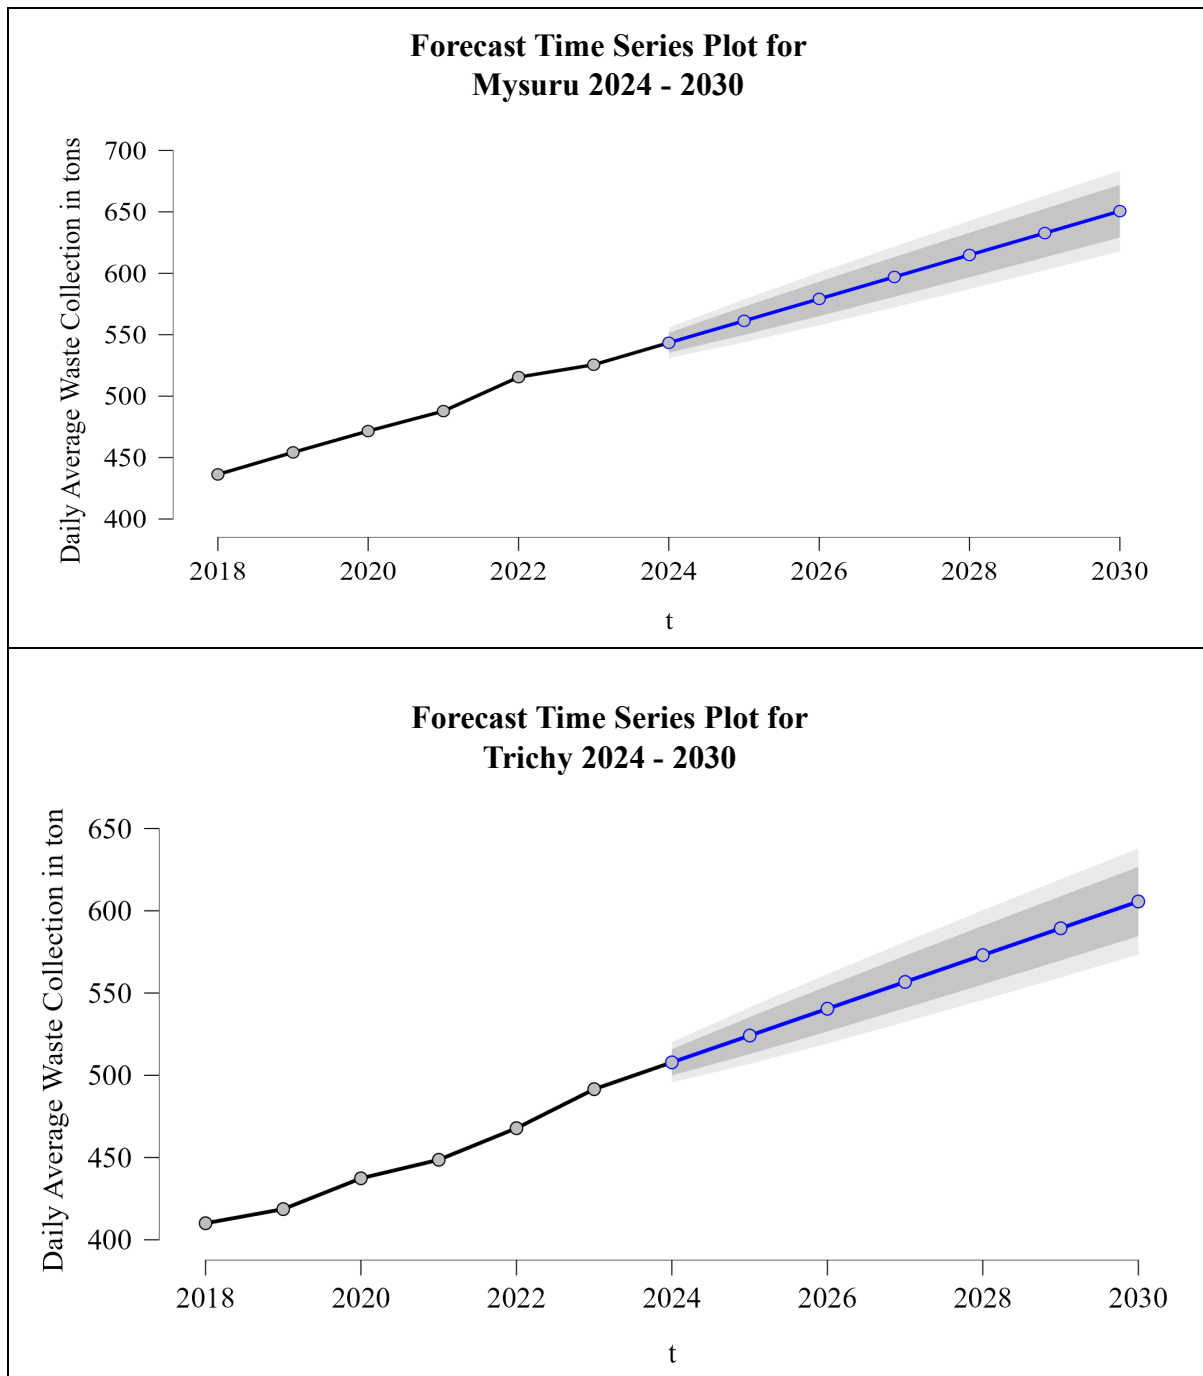 Forecast Time Series Plot for
Mysuru 2024 - 2030
Daily Average Waste Collection in tons
700
650
600
550
500
450
400
2018 2020 2022 2024 2026 2028 2030
t
Forecast Time Series Plot for
Trichy 2024 - 2030
Daily Average Waste Collection in ton
650
600
550
500
450
400
2018 2020 2022 2024 2026 2028 2030
t